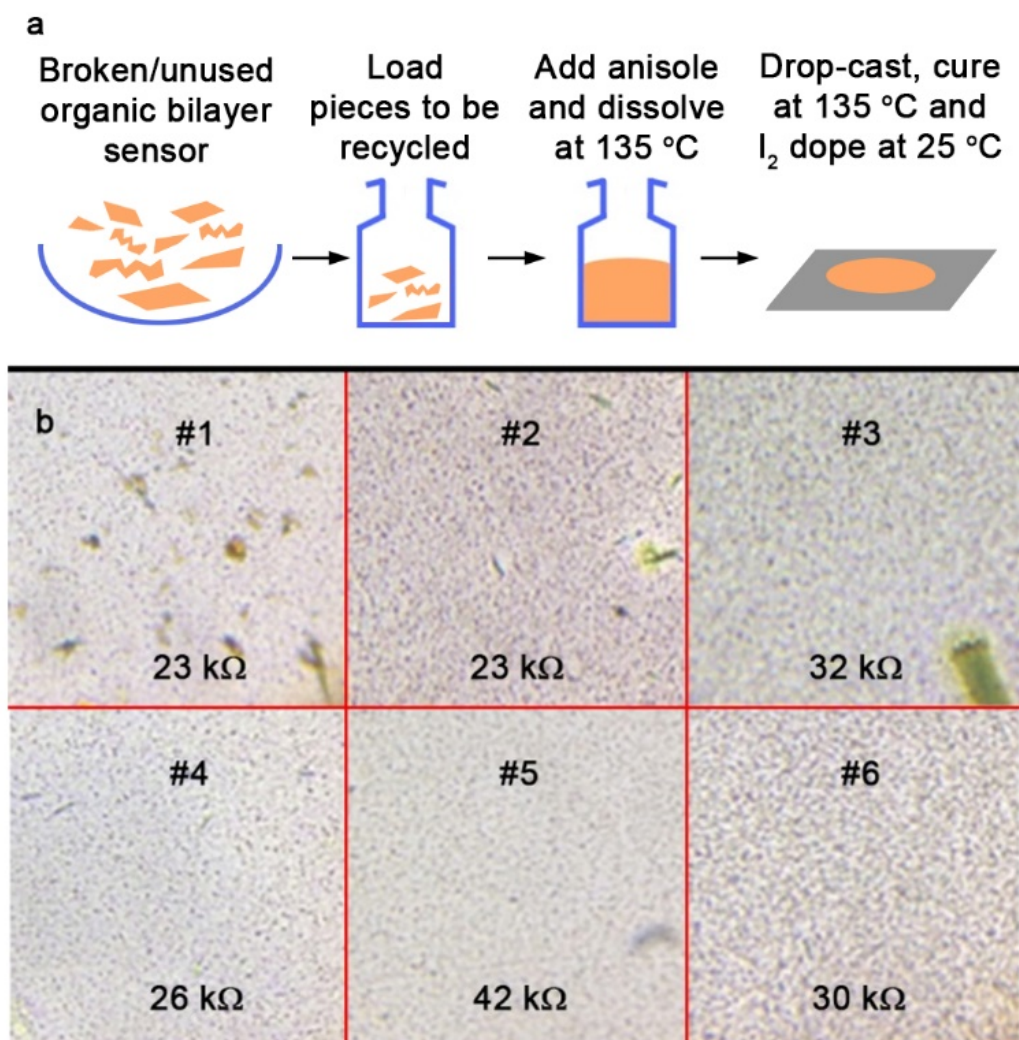 a
Broken/unused
organic bilayer
sensor
Load
pieces to be
recycled
Add anisole
and dissolve
at 135 °C
Drop-cast, cure
at 135 °C and
I₂ dope at 25 °C
b
#1
23 kΩ
#2
23 kΩ
#3
32 kΩ
#4
26 kΩ
#5
42 kΩ
#6
30 kΩ